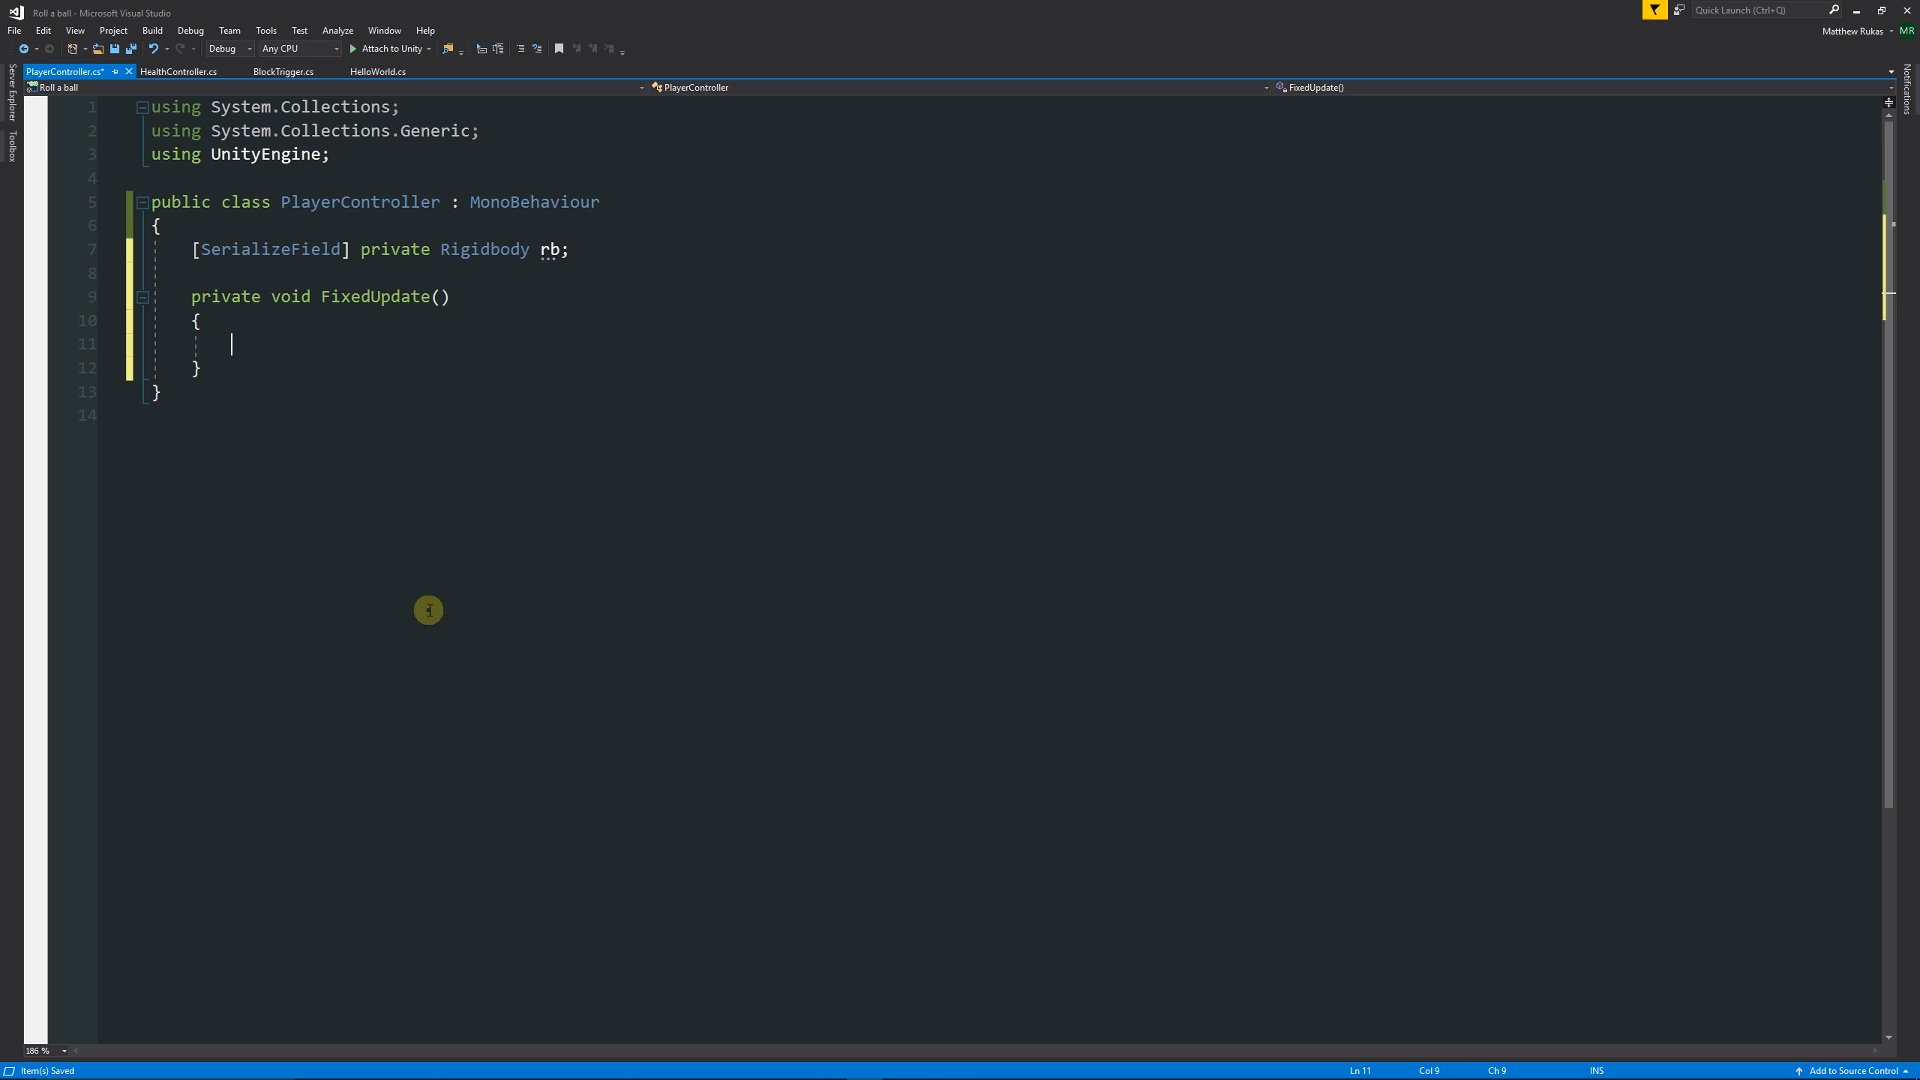 Roll a ball - Microsoft Visual Studio
Quick Launch (Ctrl+Q)
File Edit View Project Build Debug Team Tools Test Analyze Window Help
Matthew Rukas MR
Debug Any CPU Attach to Unity
PlayerController.cs* HealthController.cs BlockTrigger.cs HelloWorld.cs
Roll a ball PlayerController FixedUpdate()
Server Explorer
Toolbox
Notifications
1 using System.Collections;
2 using System.Collections.Generic;
3 using UnityEngine;
4
5 public class PlayerController : MonoBehaviour
6 {
7 [SerializeField] private Rigidbody rb;
8
9 private void FixedUpdate()
10 {
11
12 }
13 }
14
186 %
Item(s) Saved Ln 11 Col 9 Ch 9 INS Add to Source Control